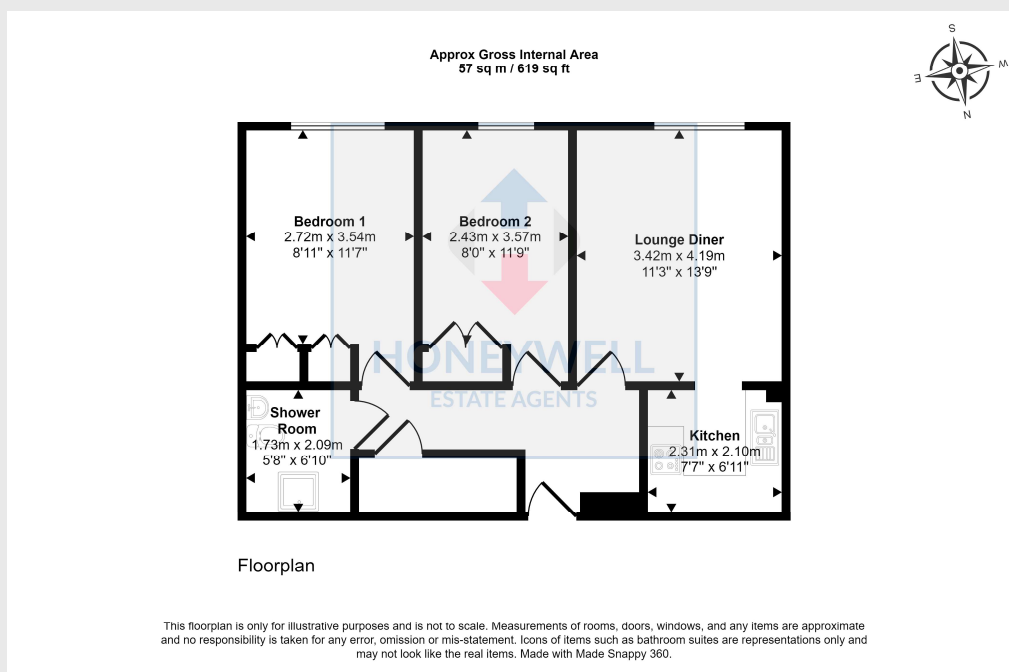 Approx Gross Internal Area
57 sq m / 619 sq ft
S
W
E
N
Bedroom 1
2.72m x 3.54m
8'11" x 11'7"
Bedroom 2
2.43m x 3.57m
8'0" x 11'9"
Lounge Diner
3.42m x 4.19m
11'3" x 13'9"
HONEYWELL
ESTATE AGENTS
Shower
Room
1.73m x 2.09m
5'8" x 6'10"
Kitchen
2.31m x 2.10m
7'7" x 6'11"
Floorplan
This floorplan is only for illustrative purposes and is not to scale. Measurements of rooms, doors, windows, and any items are approximate
and no responsibility is taken for any error, omission or mis-statement. Icons of items such as bathroom suites are representations only and
may not look like the real items. Made with Made Snappy 360.